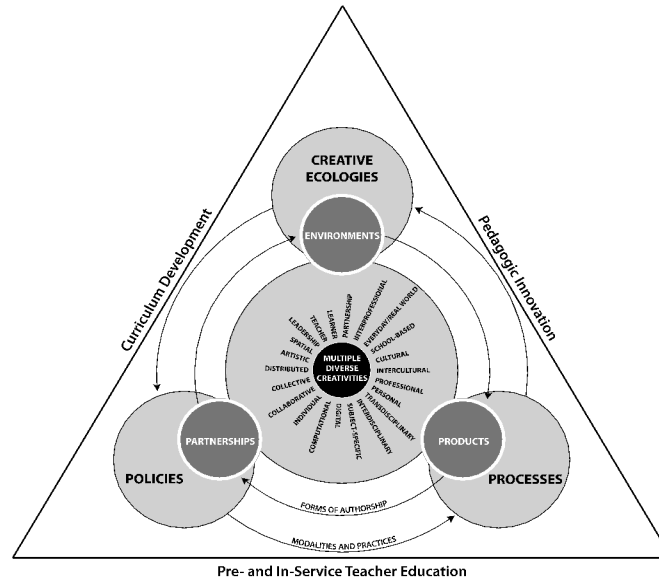 CREATIVE
ECOLOGIES
ENVIRONMENTS
Curriculum Development
Pedagogic Innovation
MULTIPLE
DIVERSE
CREATIVITIES
PARTNERSHIP
INTERPROFESSIONAL
EVERYDAY/REAL WORLD
SCHOOL-BASED
CULTURAL
INTERCULTURAL
PROFESSIONAL
PERSONAL
TRANSDISCIPLINARY
INTERDISCIPLINARY
SUBJECT-SPECIFIC
DIGITAL
COMPUTATIONAL
INDIVIDUAL
COLLABORATIVE
COLLECTIVE
DISTRIBUTED
ARTISTIC
SPATIAL
LEADERSHIP
TEACHER
LEARNER
PARTNERSHIPS
PRODUCTS
POLICIES
PROCESSES
FORMS OF AUTHORSHIP
MODALITIES AND PRACTICES
Pre- and In-Service Teacher Education